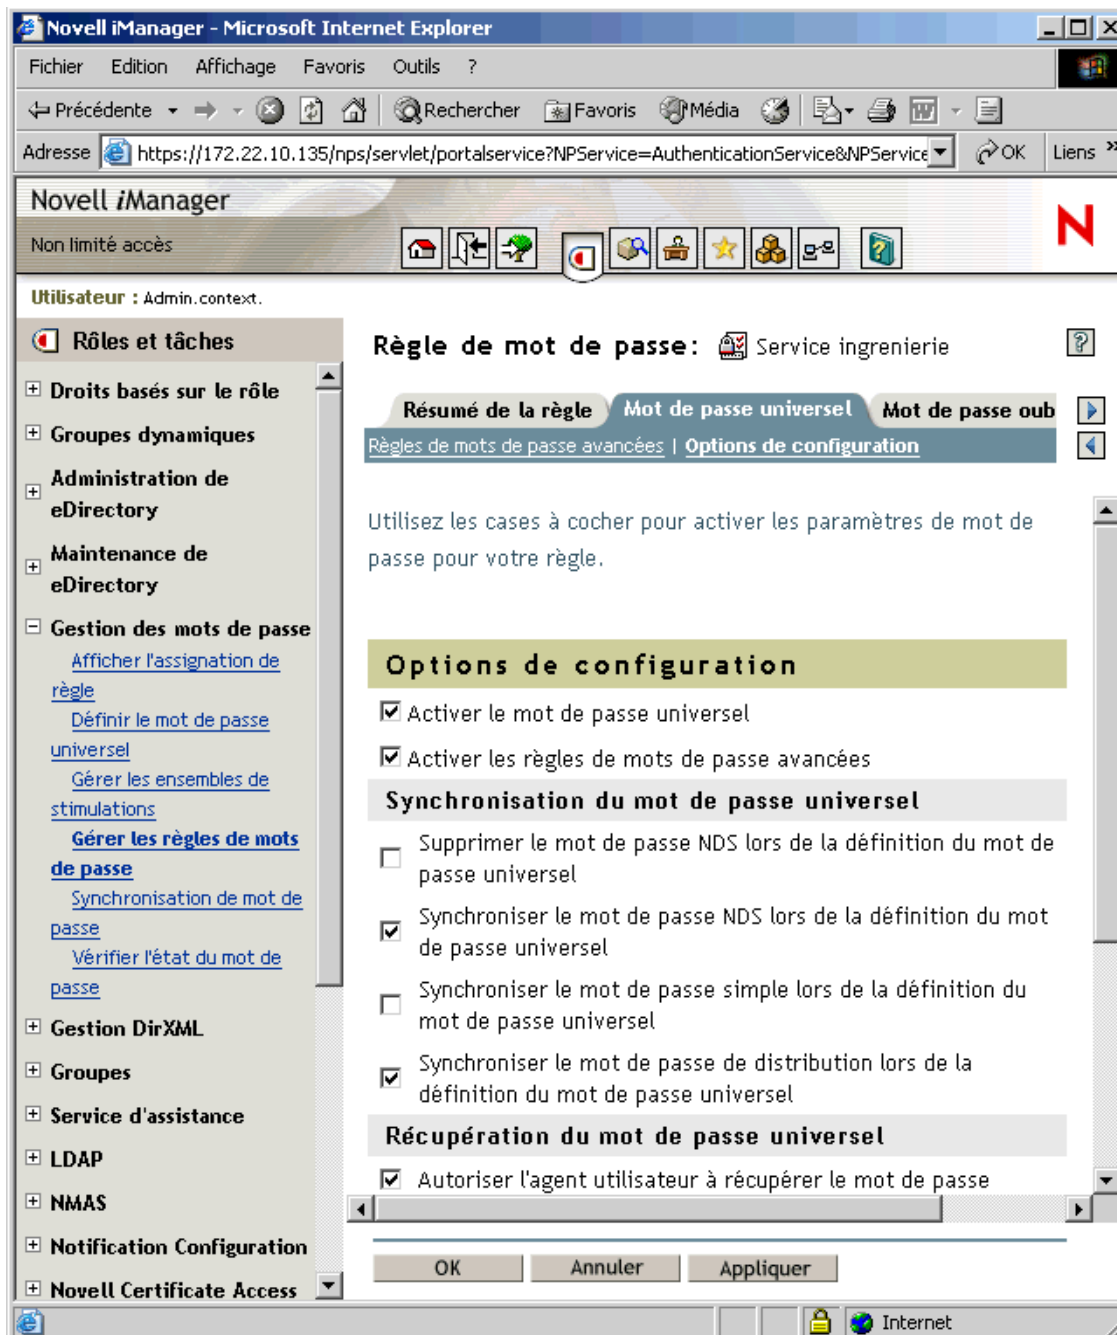 Novell iManager - Microsoft Internet Explorer
Fichier Edition Affichage Favoris Outils ?
Précédente Rechercher Favoris Média
Adresse https://172.22.10.135/nps/servlet/portalservice?NPService=AuthenticationService&NPService OK Liens »
Novell iManager
Non limité accès
N
Utilisateur : Admin.context.
Rôles et tâches
Droits basés sur le rôle
Groupes dynamiques
Administration de
eDirectory
Maintenance de
eDirectory
Gestion des mots de passe
Afficher l'assignation de
règle
Définir le mot de passe
universel
Gérer les ensembles de
stimulations
Gérer les règles de mots
de passe
Synchronisation de mot de
passe
Vérifier l'état du mot de
passe
Gestion DirXML
Groupes
Service d'assistance
LDAP
NMAS
Notification Configuration
Novell Certificate Access
Règle de mot de passe: Service ingrenierie ?
Résumé de la règle Mot de passe universel Mot de passe oub
Règles de mots de passe avancées | Options de configuration
Utilisez les cases à cocher pour activer les paramètres de mot de
passe pour votre règle.
Options de configuration
Activer le mot de passe universel
Activer les règles de mots de passe avancées
Synchronisation du mot de passe universel
Supprimer le mot de passe NDS lors de la définition du mot de
passe universel
Synchroniser le mot de passe NDS lors de la définition du mot
de passe universel
Synchroniser le mot de passe simple lors de la définition du
mot de passe universel
Synchroniser le mot de passe de distribution lors de la
définition du mot de passe universel
Récupération du mot de passe universel
Autoriser l'agent utilisateur à récupérer le mot de passe
OK Annuler Appliquer
Internet